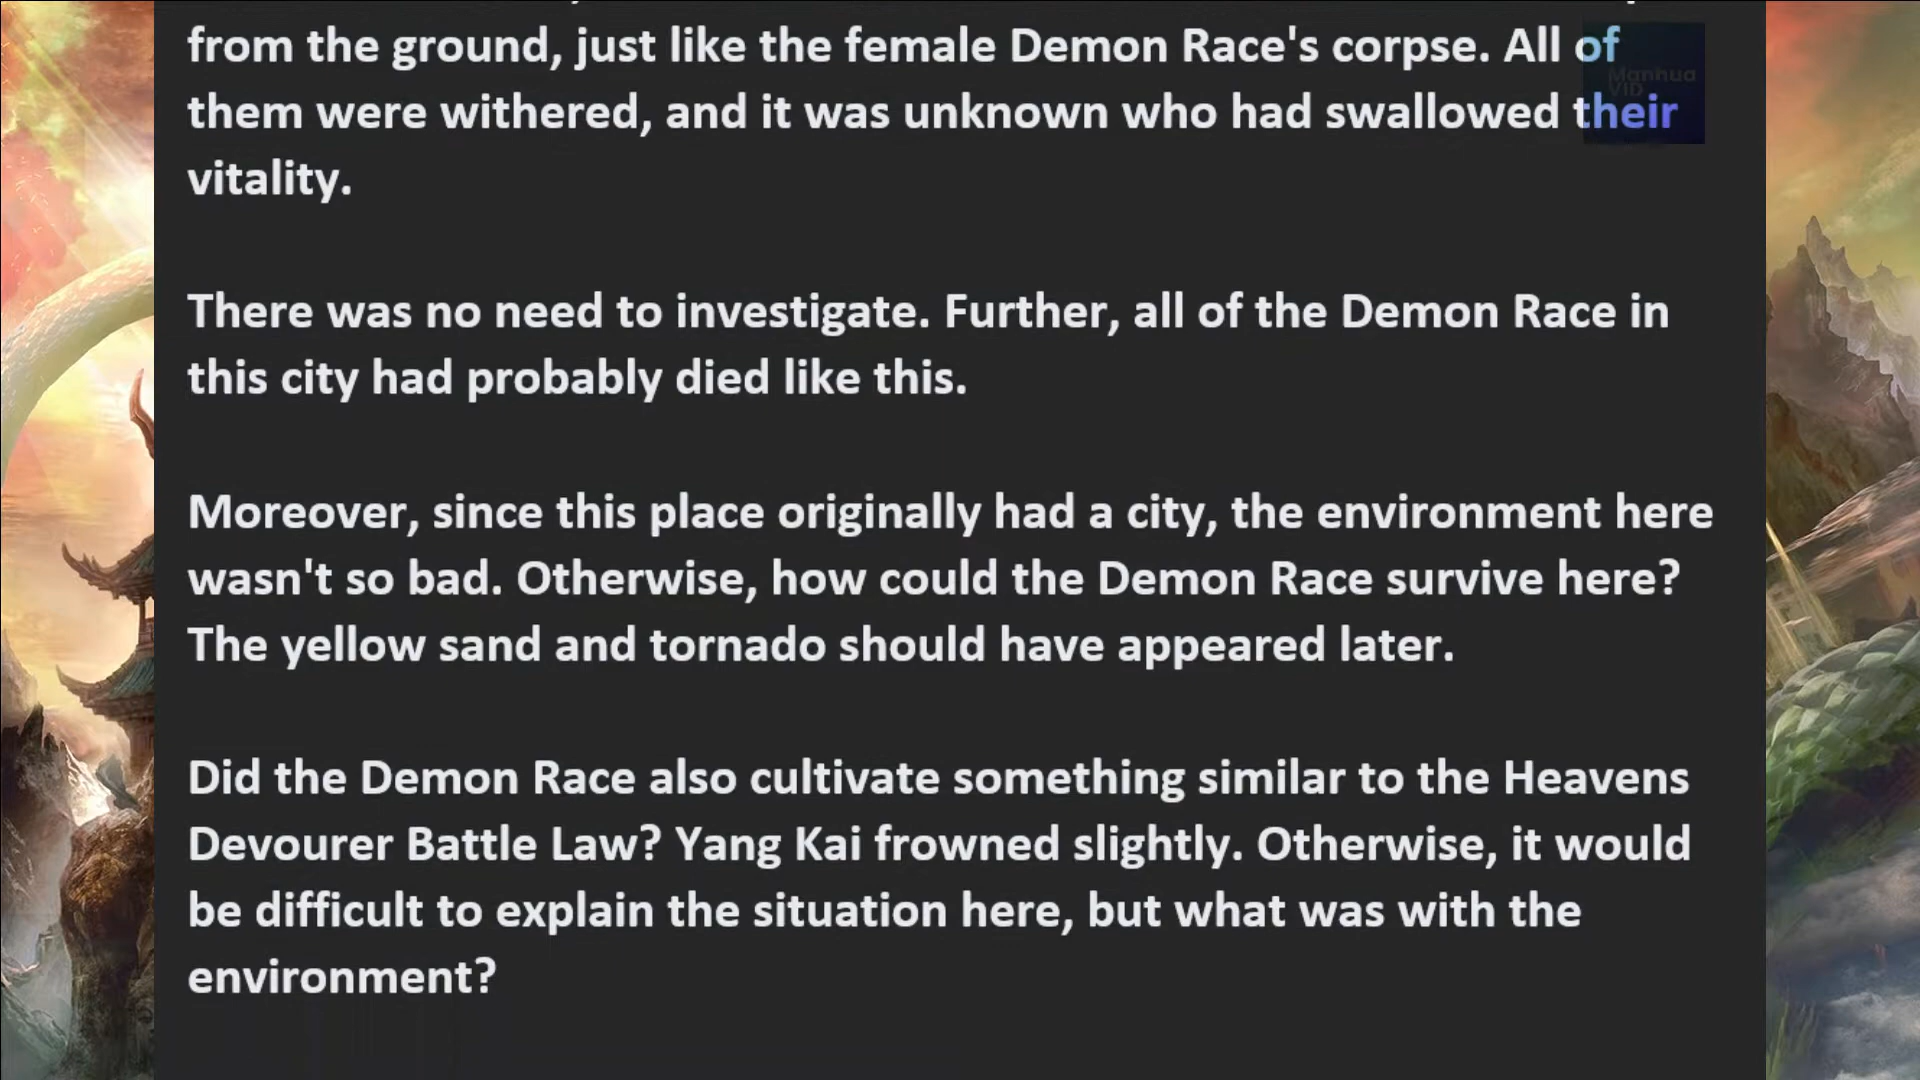 from the ground, just like the female Demon Race's corpse. All of
Manhua
VID
them were withered, and it was unknown who had swallowed their
vitality.
There was no need to investigate. Further, all of the Demon Race in
this city had probably died like this.
Moreover, since this place originally had a city, the environment here
wasn't so bad. Otherwise, how could the Demon Race survive here?
The yellow sand and tornado should have appeared later.
Did the Demon Race also cultivate something similar to the Heavens
Devourer Battle Law? Yang Kai frowned slightly. Otherwise, it would
be difficult to explain the situation here, but what was with the
environment?